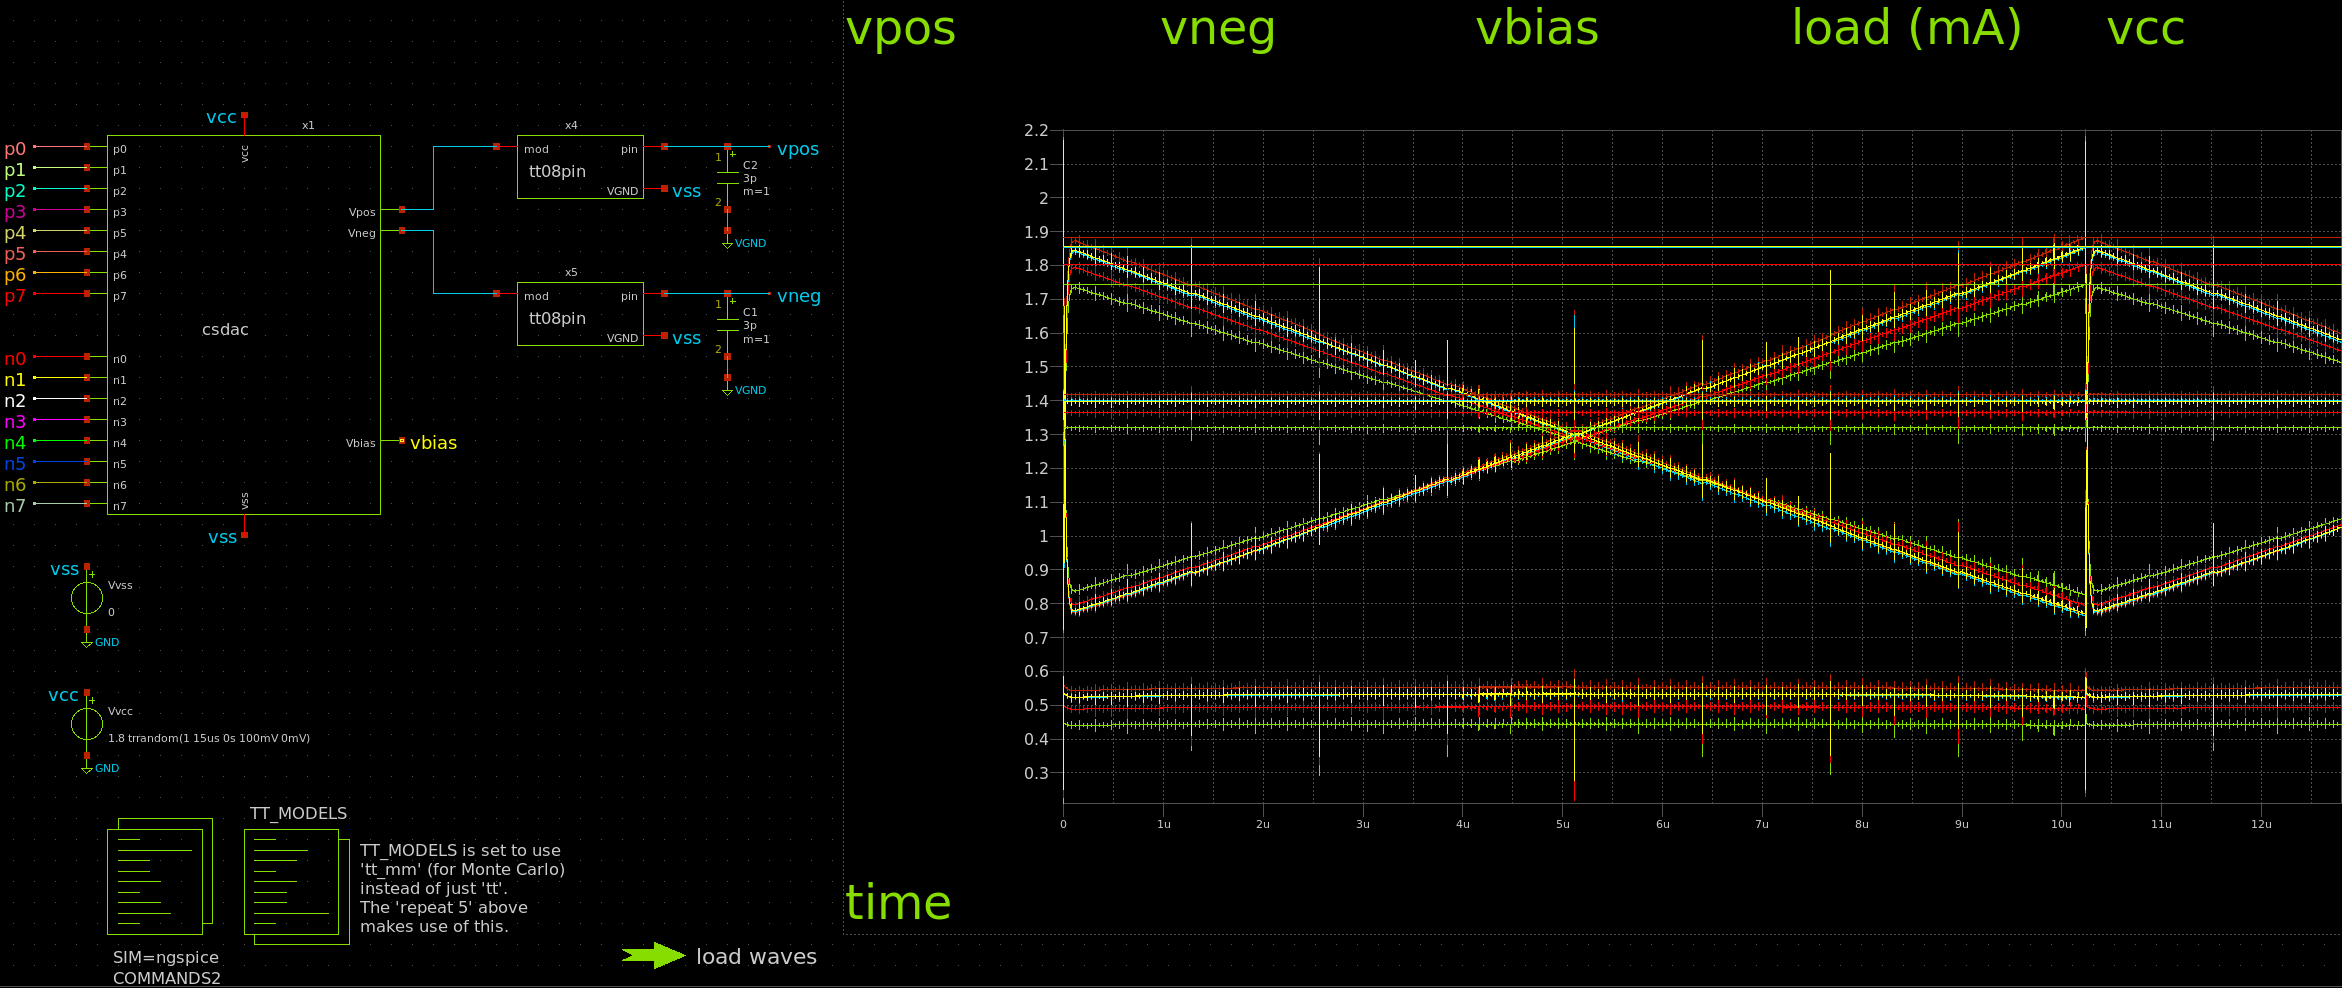 vpos vneg vbias load (mA) vcc
vcc
x1
vcc
p0
p1
p2
p3
p4
p5
p6
p7
p0
p1
p2
p3
p5
p4
p6
p7
csdac
Vpos
Vneg
Vbias
vbias
n0
n1
n2
n3
n4
n5
n6
n7
n0
n1
n2
n3
n4
n5
n6
n7
vss
vss
x4
mod
pin
tt08pin
VGND
vss
1
+
C2
3p
m=1
2
VGND
vpos
x5
mod
pin
tt08pin
VGND
vss
1
+
C1
3p
m=1
2
VGND
vneg
vss
+
Vvss
0
GND
vcc
+
Vvcc
1.8 trrandom(1 15us 0s 100mV 0mV)
GND
SIM=ngspice
COMMANDS2
TT_MODELS
TT_MODELS is set to use
'tt_mm' (for Monte Carlo)
instead of just 'tt'.
The 'repeat 5' above
makes use of this.
load waves
2.2
2.1
2
1.9
1.8
1.7
1.6
1.5
1.4
1.3
1.2
1.1
1
0.9
0.8
0.7
0.6
0.5
0.4
0.3
0 1u 2u 3u 4u 5u 6u 7u 8u 9u 10u 11u 12u
time